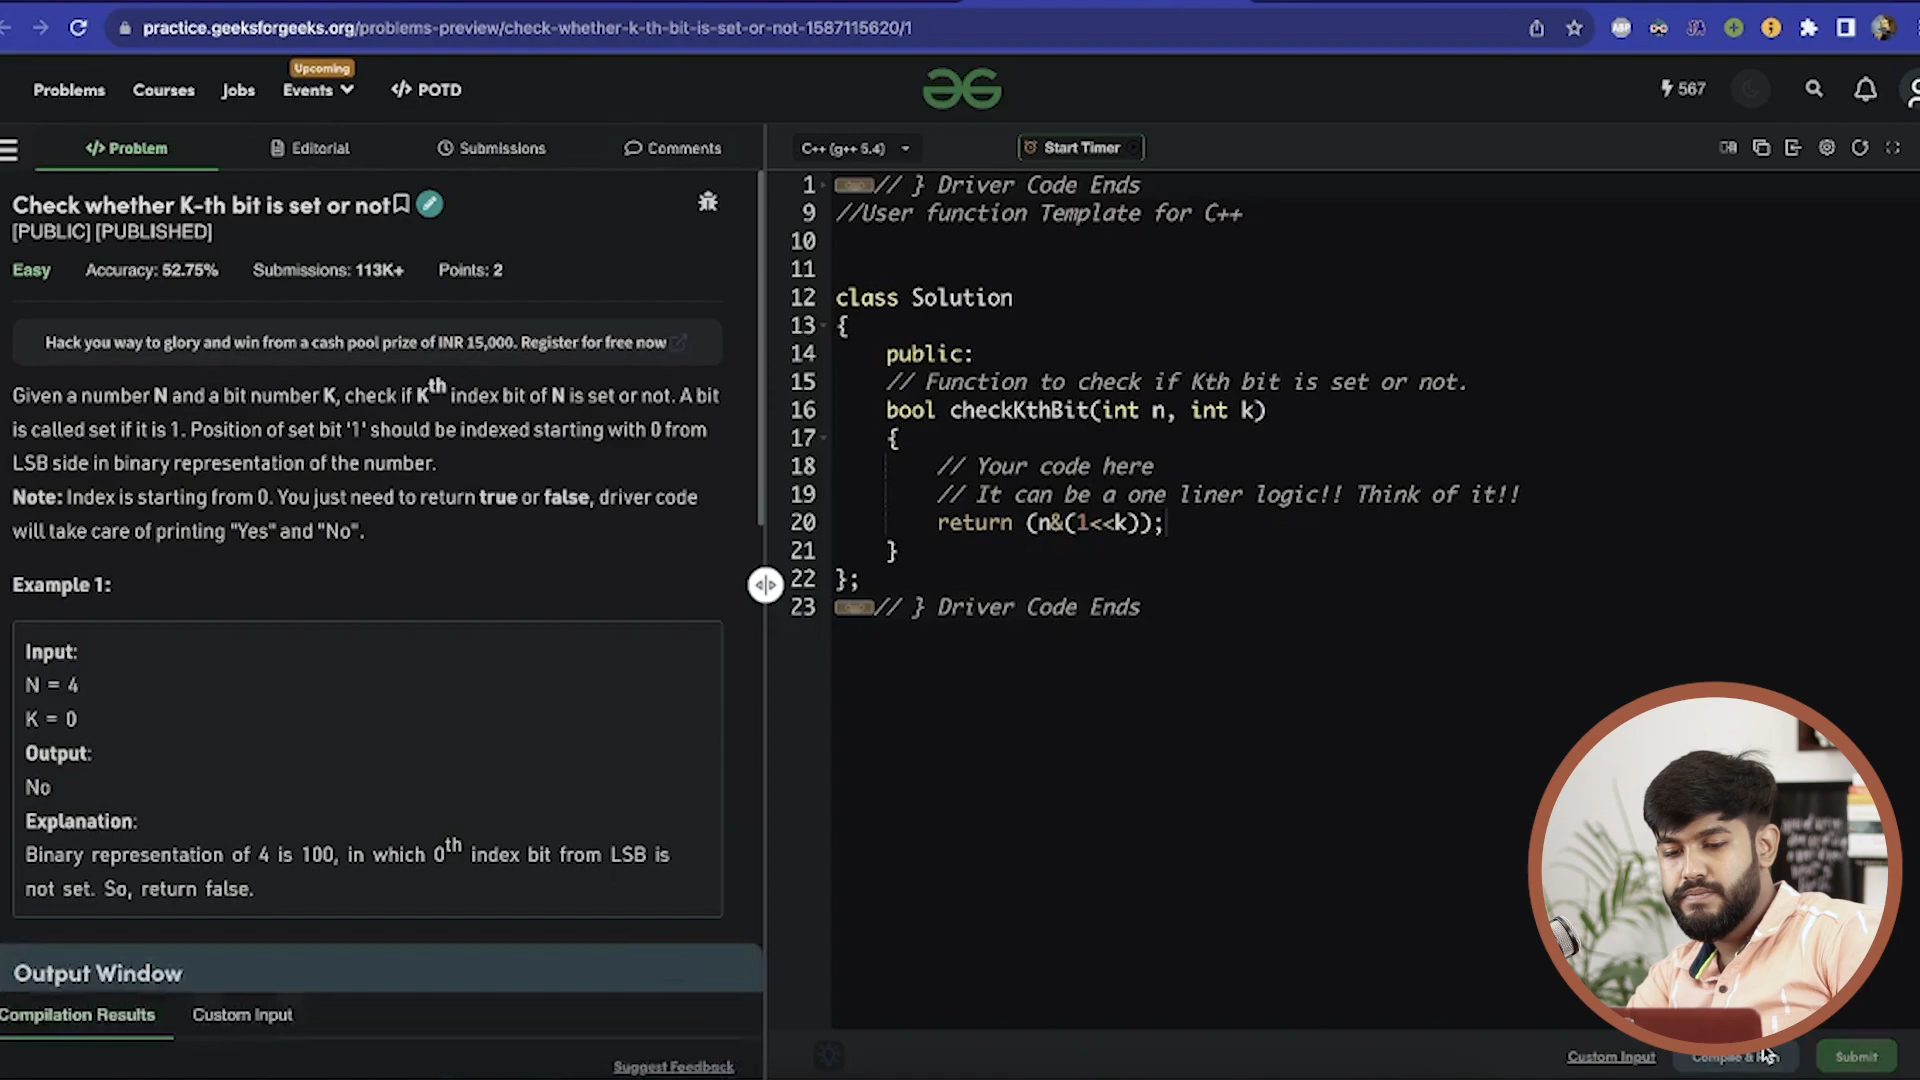 practice.geeksforgeeks.org/problems-preview/check-whether-k-th-bit-is-set-or-not-1587115620/1
Problems
Courses
Jobs
Upcoming
Events
</> POTD
567
</> Problem
Editorial
Submissions
Comments
C++ (g++ 5.4)
Start Timer
Check whether K-th bit is set or not
[PUBLIC] [PUBLISHED]
Easy Accuracy: 52.75% Submissions: 113K+ Points: 2
Hack you way to glory and win from a cash pool prize of INR 15,000. Register for free now
Given a number N and a bit number K, check if Kth index bit of N is set or not. A bit
is called set if it is 1. Position of set bit '1' should be indexed starting with 0 from
LSB side in binary representation of the number.
Note: Index is starting from 0. You just need to return true or false, driver code
will take care of printing "Yes" and "No".
Example 1:
Input:
N = 4
K = 0
Output:
No
Explanation:
Binary representation of 4 is 100, in which 0th index bit from LSB is
not set. So, return false.
Output Window
Compilation Results
Custom Input
Suggest Feedback
1 // } Driver Code Ends
9 //User function Template for C++
10
11
12 class Solution
13 {
14 public:
15 // Function to check if Kth bit is set or not.
16 bool checkKthBit(int n, int k)
17 {
18 // Your code here
19 // It can be a one liner logic!! Think of it!!
20 return (n&(1<<k));
21 }
22 };
23 // } Driver Code Ends
Custom Input
Compile &
Submit